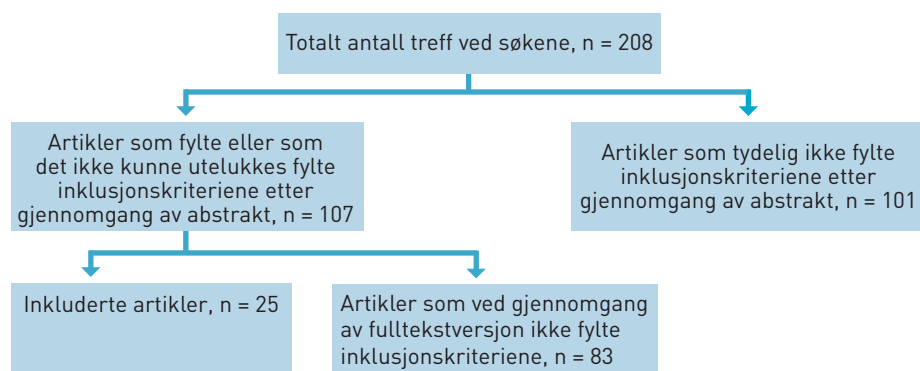 Totalt antall treff ved søkene, n = 208
Artikler som fylte eller som
det ikke kunne utelukkes fylte
inklusjonskriteriene etter
gjennomgang av abstrakt, n = 107
Artikler som tydelig ikke fylte
inklusjonskriteriene etter
gjennomgang av abstrakt, n = 101
Inkluderte artikler, n = 25
Artikler som ved gjennomgang
av fulltekstversjon ikke fylte
inklusjonskriteriene, n = 83